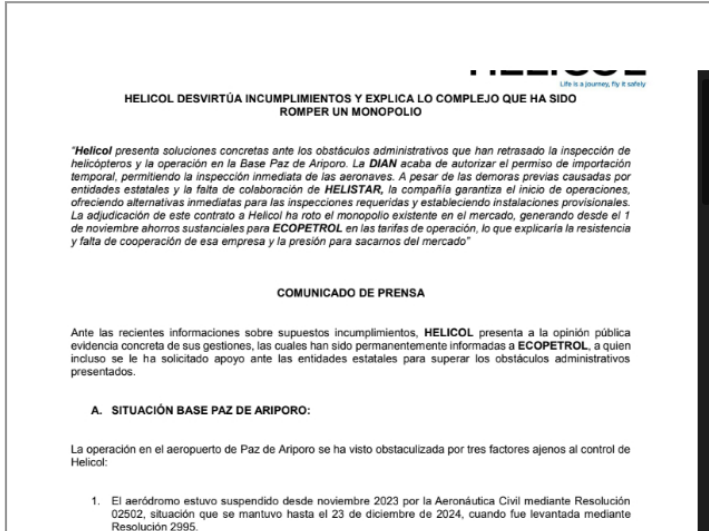 HELICOL
Life is a journey, fly it safely
HELICOL DESVIRTÚA INCUMPLIMIENTOS Y EXPLICA LO COMPLEJO QUE HA SIDO
ROMPER UN MONOPOLIO
"Helicol presenta soluciones concretas ante los obstáculos administrativos que han retrasado la inspección de
helicópteros y la operación en la Base Paz de Ariporo. La DIAN acaba de autorizar el permiso de importación
temporal, permitiendo la inspección inmediata de las aeronaves. A pesar de las demoras previas causadas por
entidades estatales y la falta de colaboración de HELISTAR, la compañía garantiza el inicio de operaciones,
ofreciendo alternativas inmediatas para las inspecciones requeridas y estableciendo instalaciones provisionales.
La adjudicación de este contrato a Helicol ha roto el monopolio existente en el mercado, generando desde el 1
de noviembre ahorros sustanciales para ECOPETROL en las tarifas de operación, lo que explicaría la resistencia
y falta de cooperación de esa empresa y la presión para sacarnos del mercado"
COMUNICADO DE PRENSA
Ante las recientes informaciones sobre supuestos incumplimientos, HELICOL presenta a la opinión pública
evidencia concreta de sus gestiones, las cuales han sido permanentemente informadas a ECOPETROL, a quien
incluso se le ha solicitado apoyo ante las entidades estatales para superar los obstáculos administrativos
presentados.
A. SITUACIÓN BASE PAZ DE ARIPORO:
La operación en el aeropuerto de Paz de Ariporo se ha visto obstaculizada por tres factores ajenos al control de
Helicol:
1. El aeródromo estuvo suspendido desde noviembre 2023 por la Aeronáutica Civil mediante Resolución
02502, situación que se mantuvo hasta el 23 de diciembre de 2024, cuando fue levantada mediante
Resolución 2995.